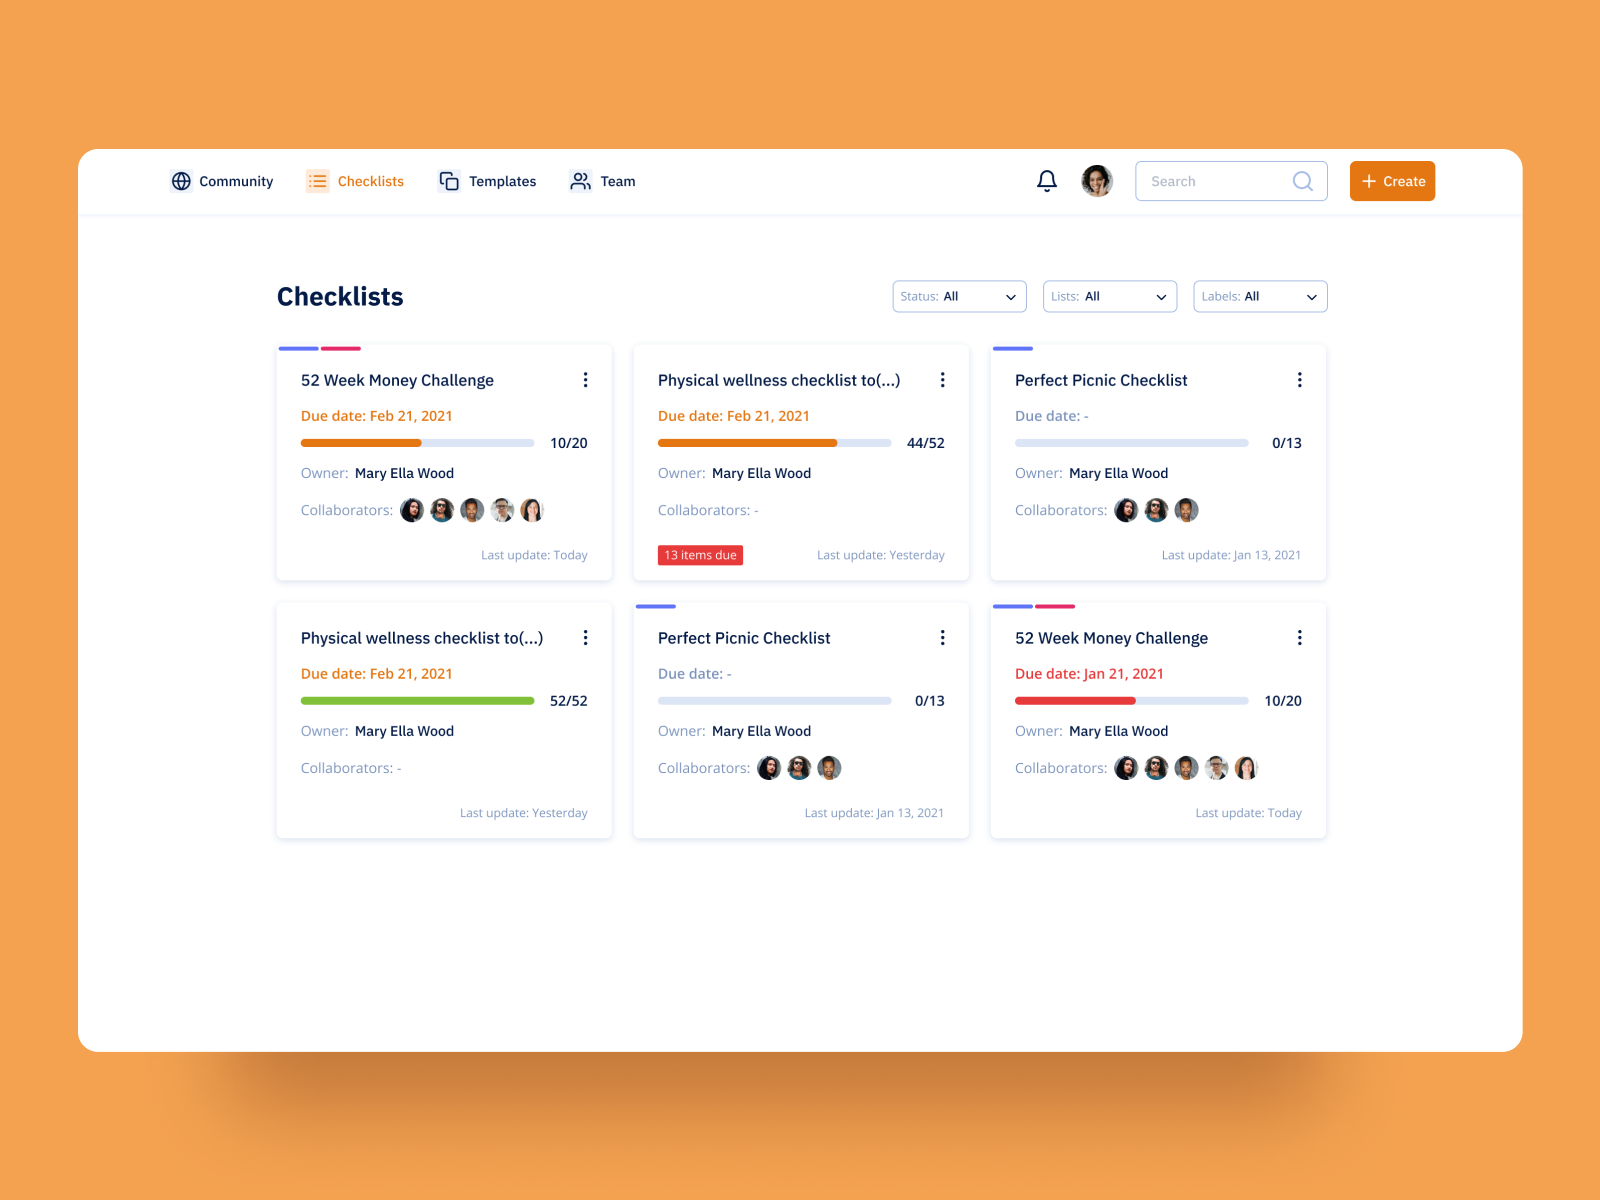 Community Checklists Templates Team Search + Create
Checklists Status: All Lists: All Labels: All
52 Week Money Challenge
Due date: Feb 21, 2021
10/20
Owner: Mary Ella Wood
Collaborators:
Last update: Today
Physical wellness checklist to(...)
Due date: Feb 21, 2021
44/52
Owner: Mary Ella Wood
Collaborators: -
13 items due Last update: Yesterday
Perfect Picnic Checklist
Due date: -
0/13
Owner: Mary Ella Wood
Collaborators:
Last update: Jan 13, 2021
Physical wellness checklist to(...)
Due date: Feb 21, 2021
52/52
Owner: Mary Ella Wood
Collaborators: -
Last update: Yesterday
Perfect Picnic Checklist
Due date: -
0/13
Owner: Mary Ella Wood
Collaborators:
Last update: Jan 13, 2021
52 Week Money Challenge
Due date: Jan 21, 2021
10/20
Owner: Mary Ella Wood
Collaborators:
Last update: Today